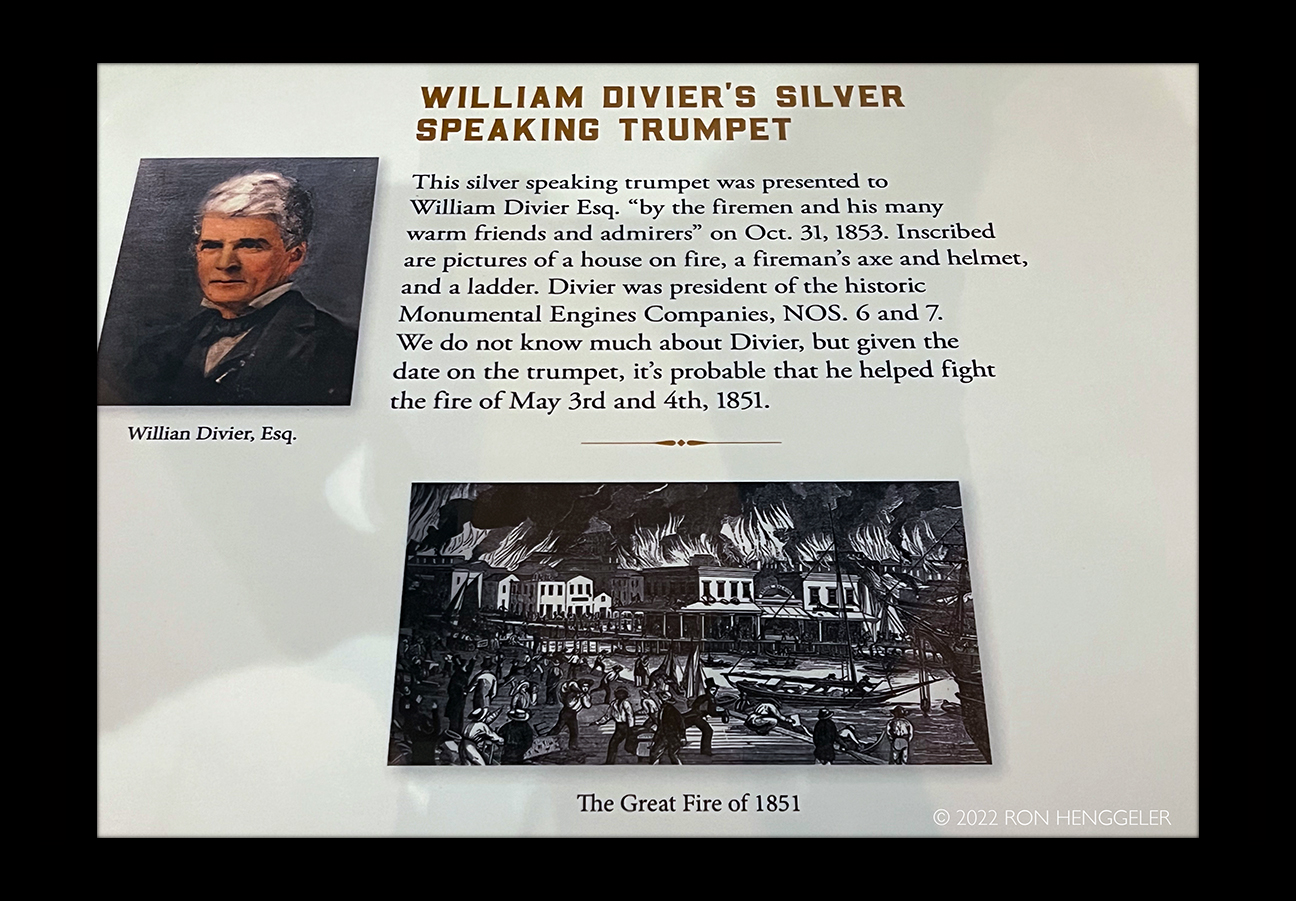 WILLIAM DIVIER'S SILVER
SPEAKING TRUMPET
This silver speaking trumpet was presented to
William Divier Esq. “by the firemen and his many
warm friends and admirers” on Oct. 31, 1853. Inscribed
are pictures of a house on fire, a fireman’s axe and helmet,
and a ladder. Divier was president of the historic
Monumental Engines Companies, NOS. 6 and 7.
We do not know much about Divier, but given the
date on the trumpet, it’s probable that he helped fight
the fire of May 3rd and 4th, 1851.
Willian Divier, Esq.
The Great Fire of 1851
© 2022 RON HENGGELER